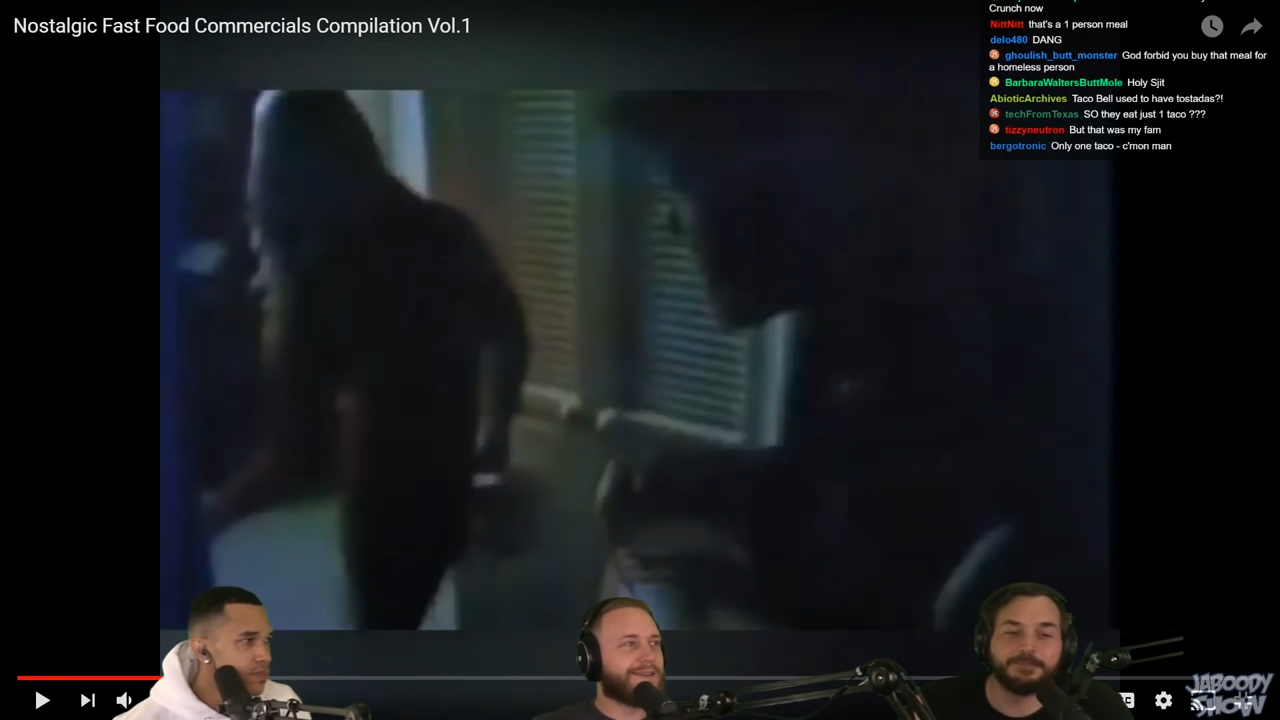 Nostalgic Fast Food Commercials Compilation Vol.1
Crunch now
NittNitt that's a 1 person meal
delo480 DANG
ghoulish_butt_monster God forbid you buy that meal for
a homeless person
BarbaraWaltersButtMole Holy Sjit
AbioticArchives Taco Bell used to have tostadas?!
techFromTexas SO they eat just 1 taco ???
tizzyneutron But that was my fam
bergotronic Only one taco - c'mon man
JABOODY
SHOW